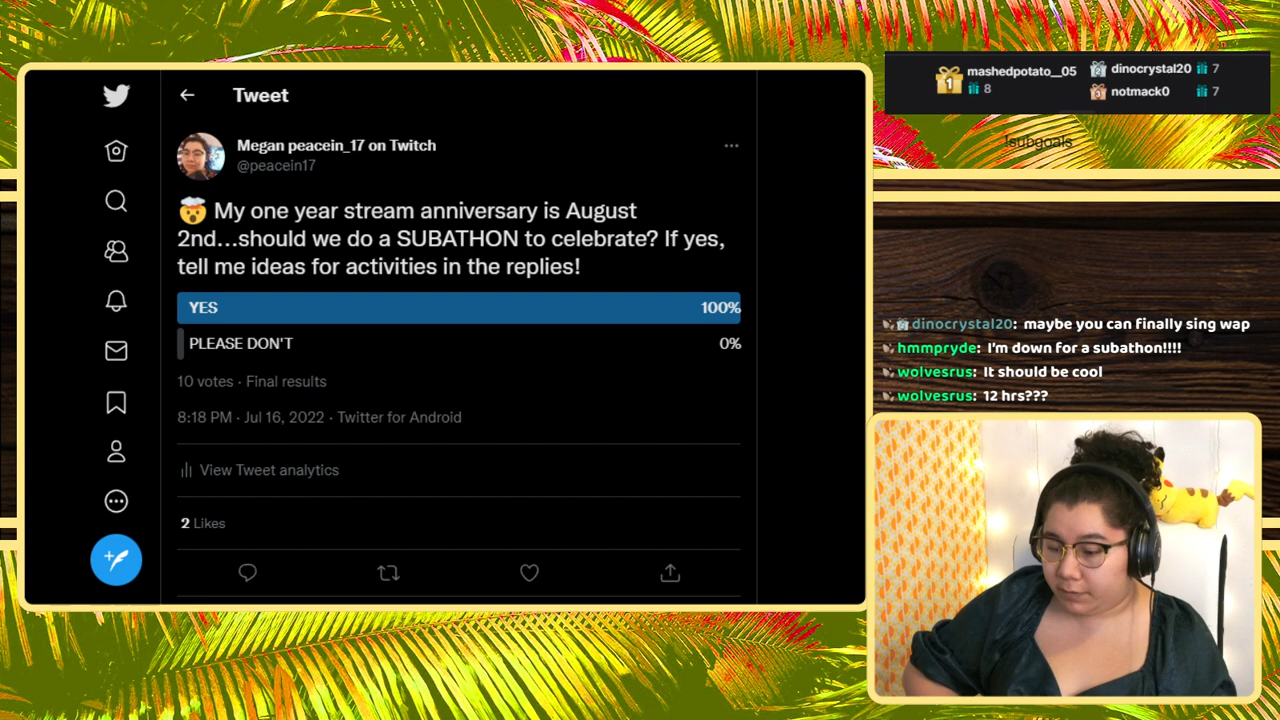 Tweet
Megan peacein_17 on Twitch
@peacein17
🤯 My one year stream anniversary is August
2nd...should we do a SUBATHON to celebrate? If yes,
tell me ideas for activities in the replies!
YES 100%
PLEASE DON'T 0%
10 votes · Final results
8:18 PM · Jul 16, 2022 · Twitter for Android
View Tweet analytics
2 Likes
1 mashedpotato__05 8
2 dinocrystal20 7
3 notmack0 7
!subgoals
dinocrystal20: maybe you can finally sing wap
hmmpryde: I'm down for a subathon!!!!
wolvesrus: It should be cool
wolvesrus: 12 hrs???